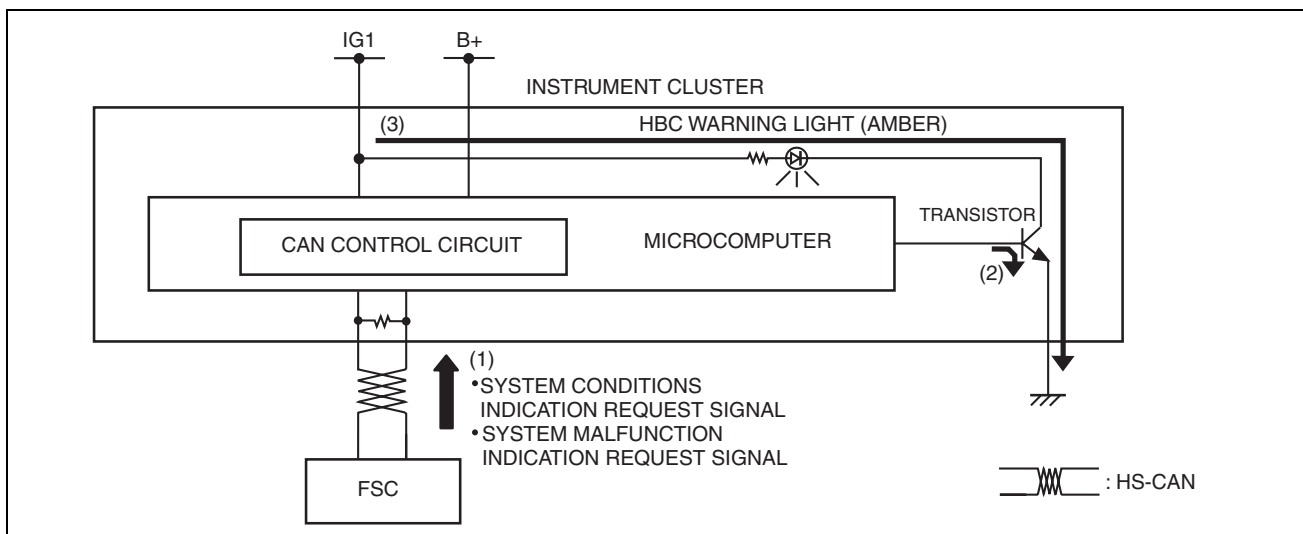 IG1
B+
INSTRUMENT CLUSTER
(3)
HBC WARNING LIGHT (AMBER)
TRANSISTOR
CAN CONTROL CIRCUIT
MICROCOMPUTER
(2)
(1)
•SYSTEM CONDITIONS
INDICATION REQUEST SIGNAL
•SYSTEM MALFUNCTION
INDICATION REQUEST SIGNAL
FSC
: HS-CAN